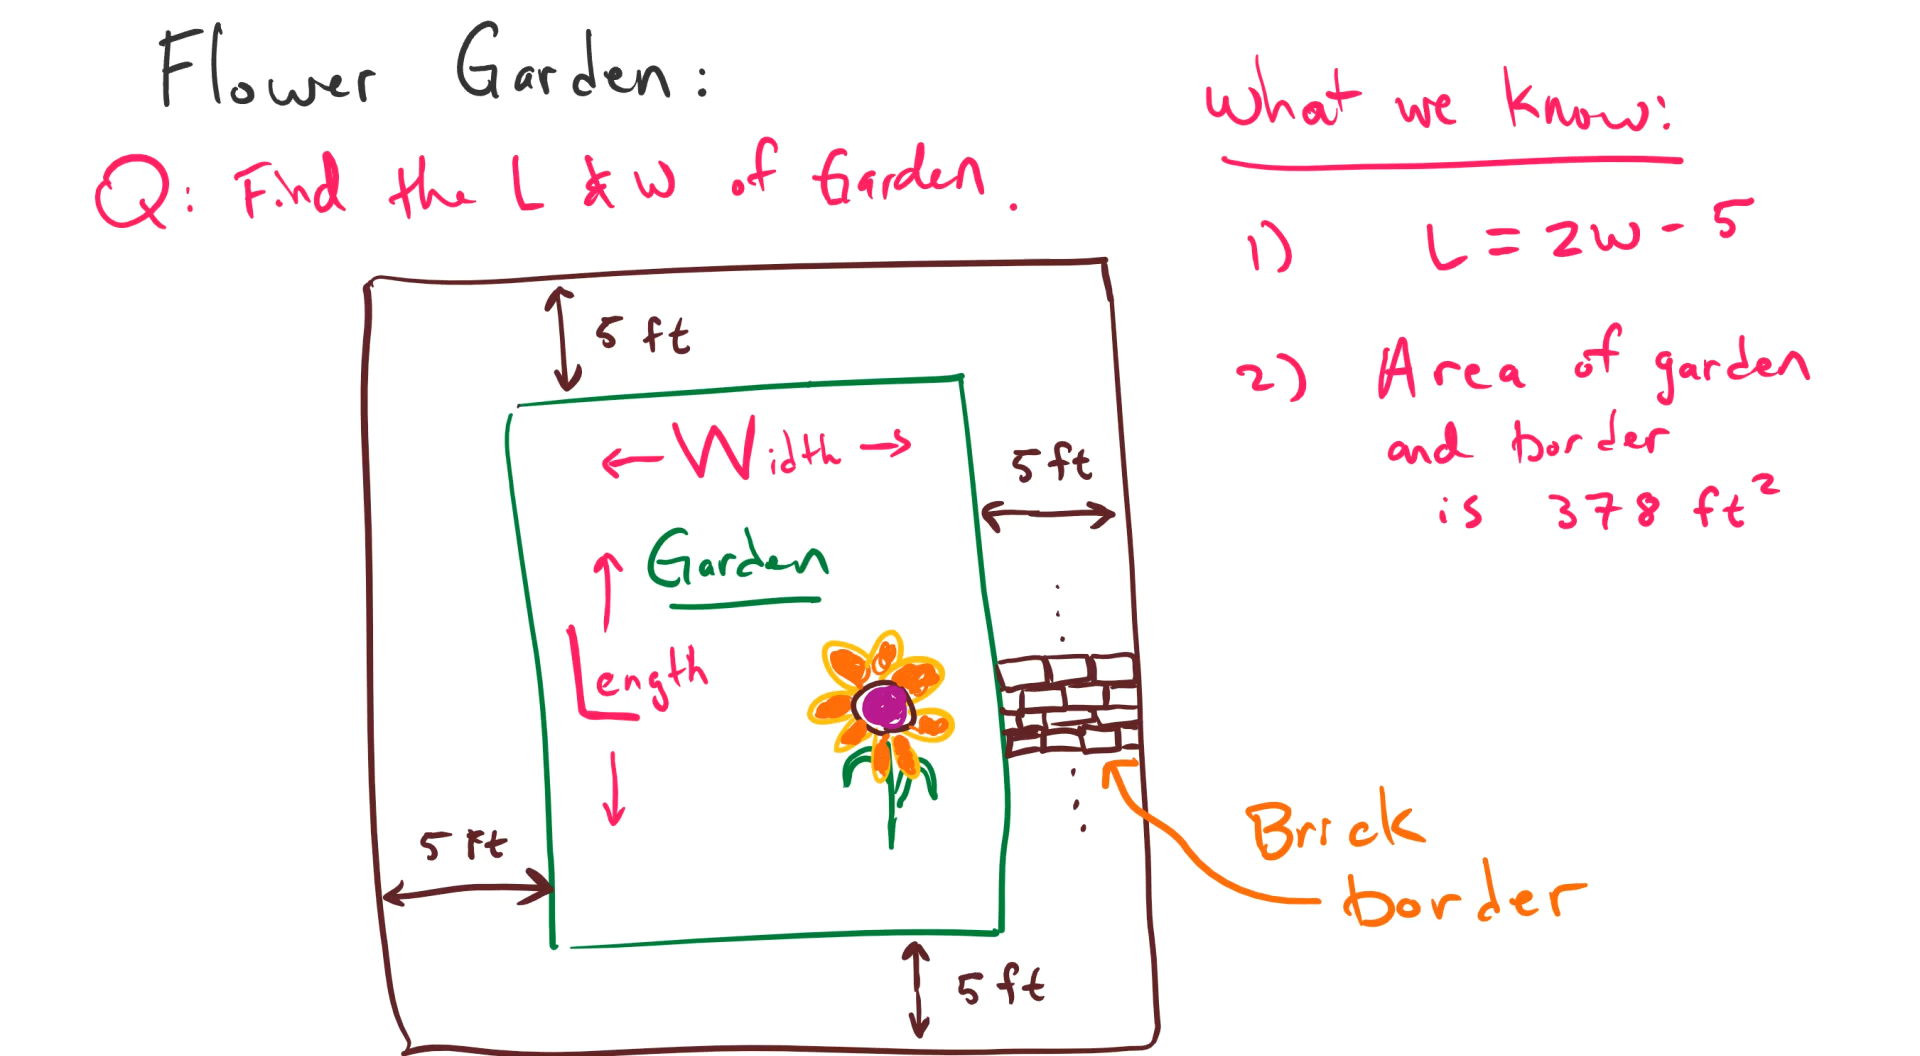 Flower Garden:
Q: Find the L & W of Garden.
What we know:
1) L = 2W - 5
2) Area of garden
and border
is 378 ft²
5 ft
← Width →
5 ft
Garden
Length
5 ft
Brick
border
5 ft